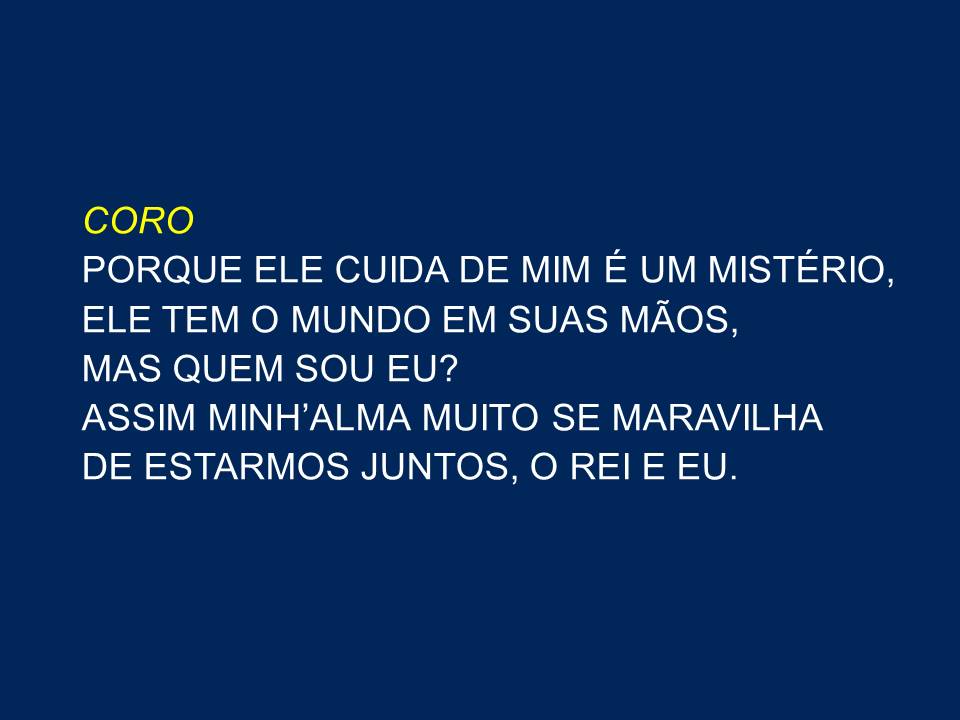 CORO
PORQUE ELE CUIDA DE MIM É UM MISTÉRIO,
ELE TEM O MUNDO EM SUAS MÃOS,
MAS QUEM SOU EU?
ASSIM MINH’ALMA MUITO SE MARAVILHA
DE ESTARMOS JUNTOS, O REI E EU.